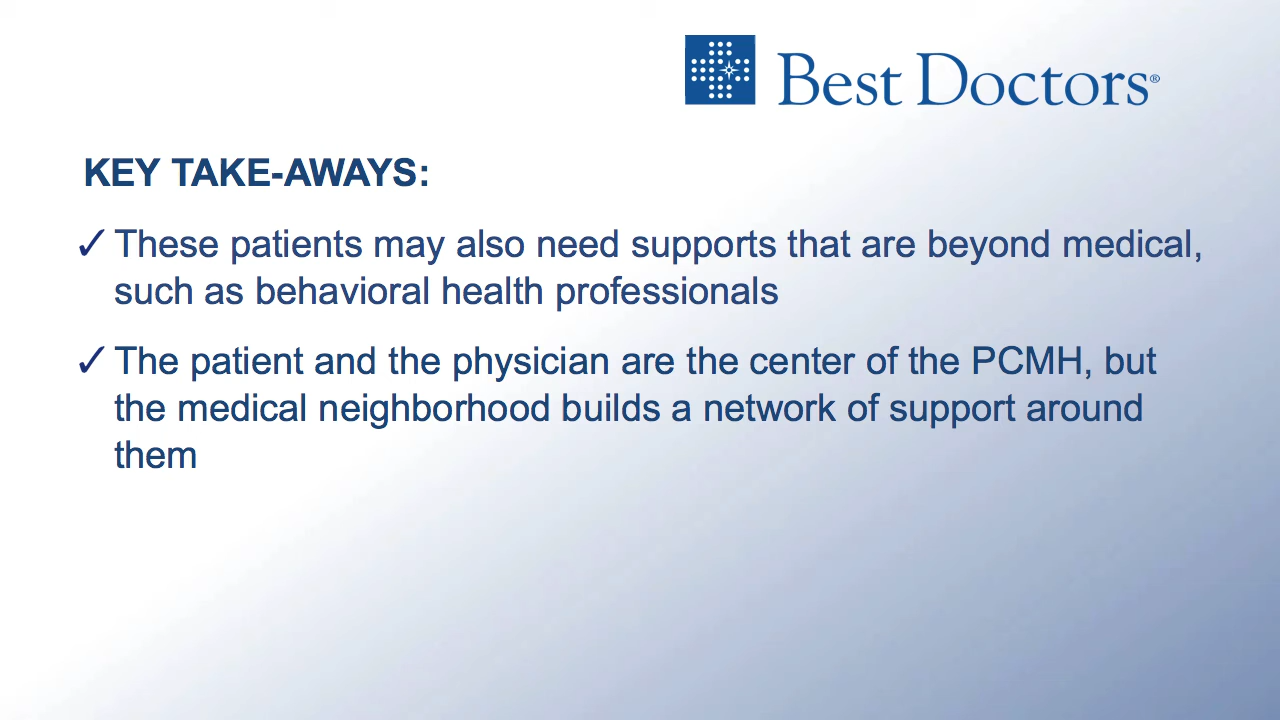 Best Doctors®
KEY TAKE-AWAYS:
✓ These patients may also need supports that are beyond medical,
such as behavioral health professionals
✓ The patient and the physician are the center of the PCMH, but
the medical neighborhood builds a network of support around
them